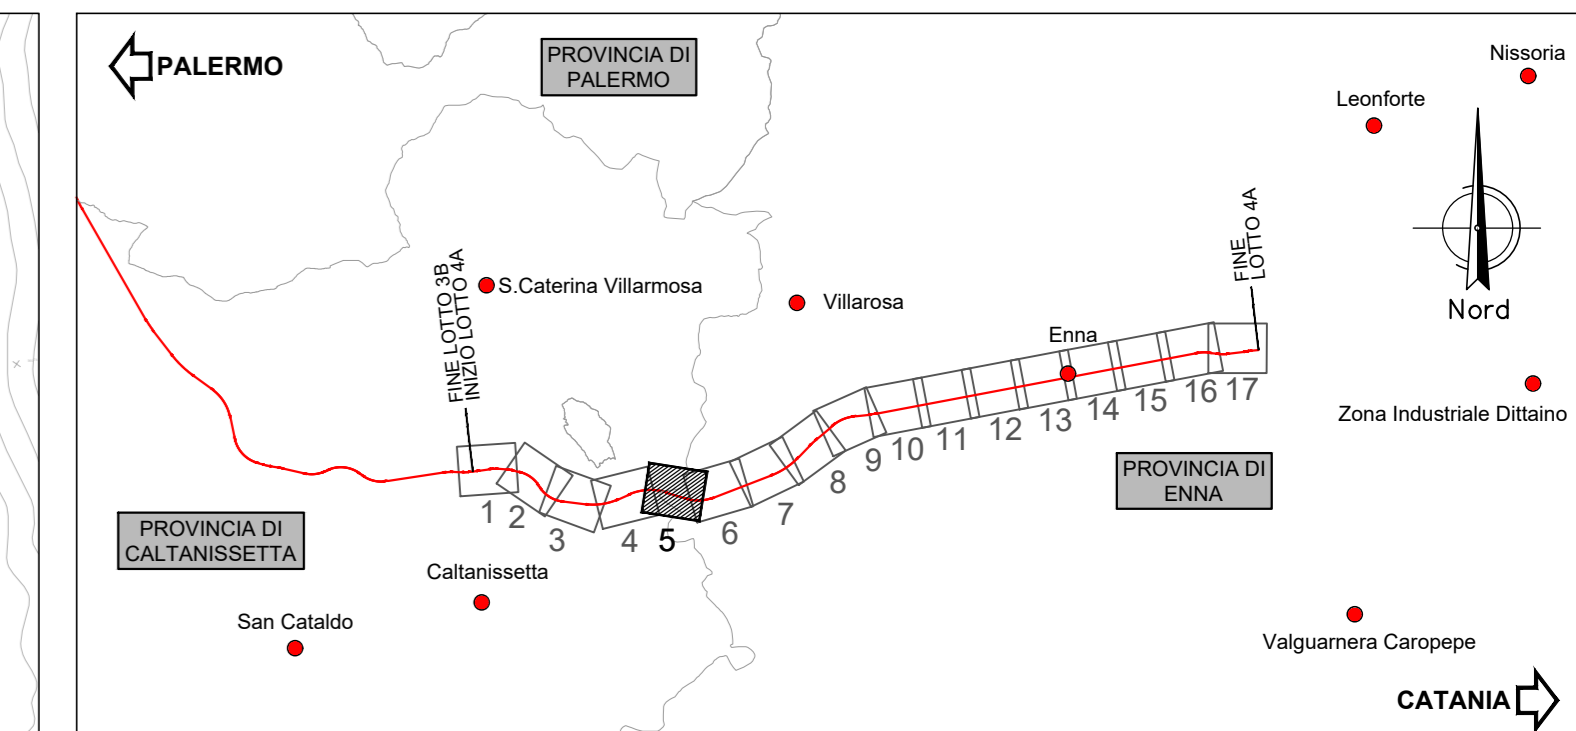 PALERMO
PROVINCIA DI
PALERMO
Nissoria
Leonforte
FINE LOTTO 3B
INIZIO LOTTO 4A
S.Caterina Villarmosa
Villarosa
FINE
LOTTO 4A
Nord
Enna
Zona Industriale Dittaino
1
2
3
4
5
6
7
8
9
10
11
12
13
14
15
16
17
PROVINCIA DI
ENNA
PROVINCIA DI
CALTANISSETTA
Caltanissetta
San Cataldo
Valguarnera Caropepe
CATANIA